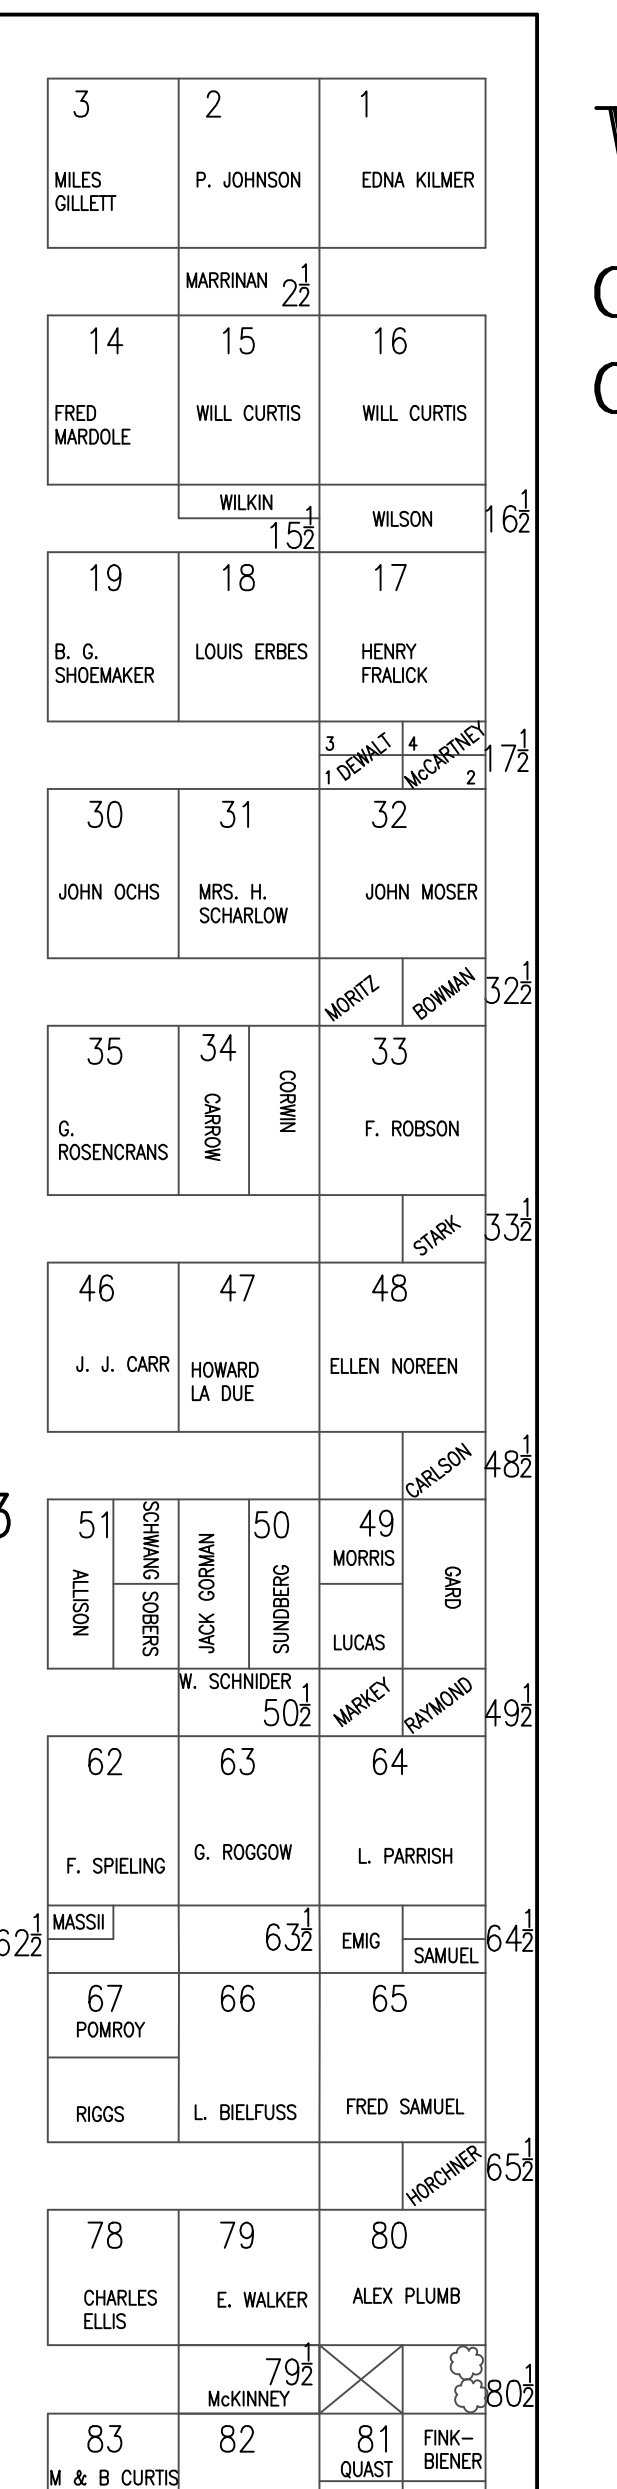 3 2 1
MILES GILLETT
P. JOHNSON
EDNA KILMER
MARRINAN 2½
14 15 16
FRED MARDOLE
WILL CURTIS
WILL CURTIS
WILKIN
15½
WILSON
16½
19 18 17
B. G. SHOEMAKER
LOUIS ERBES
HENRY FRALICK
3 DEWALT 1
4 McCARTNEY 2
17½
30 31 32
JOHN OCHS
MRS. H. SCHARLOW
JOHN MOSER
MORITZ
BOWMAN
32½
35 34 33
G. ROSENCRANS
CARROW
CORWIN
F. ROBSON
STARK
33½
46 47 48
J. J. CARR
HOWARD LA DUE
ELLEN NOREEN
CARLSON
48½
51 50 49
ALLISON
SCHWANG
SOBERS
JACK GORMAN
SUNDBERG
MORRIS
LUCAS
GARD
W. SCHNIDER
50½
MARKEY
RAYMOND
49½
62 63 64
F. SPIELING
G. ROGGOW
L. PARRISH
62½
MASSII
63½
EMIG
SAMUEL
64½
67 66 65
POMROY
RIGGS
L. BIELFUSS
FRED SAMUEL
HORCHNER
65½
78 79 80
CHARLES ELLIS
E. WALKER
ALEX PLUMB
79½
McKINNEY
80½
83 82 81
M & B CURTIS
QUAST
FINK-
BIENER